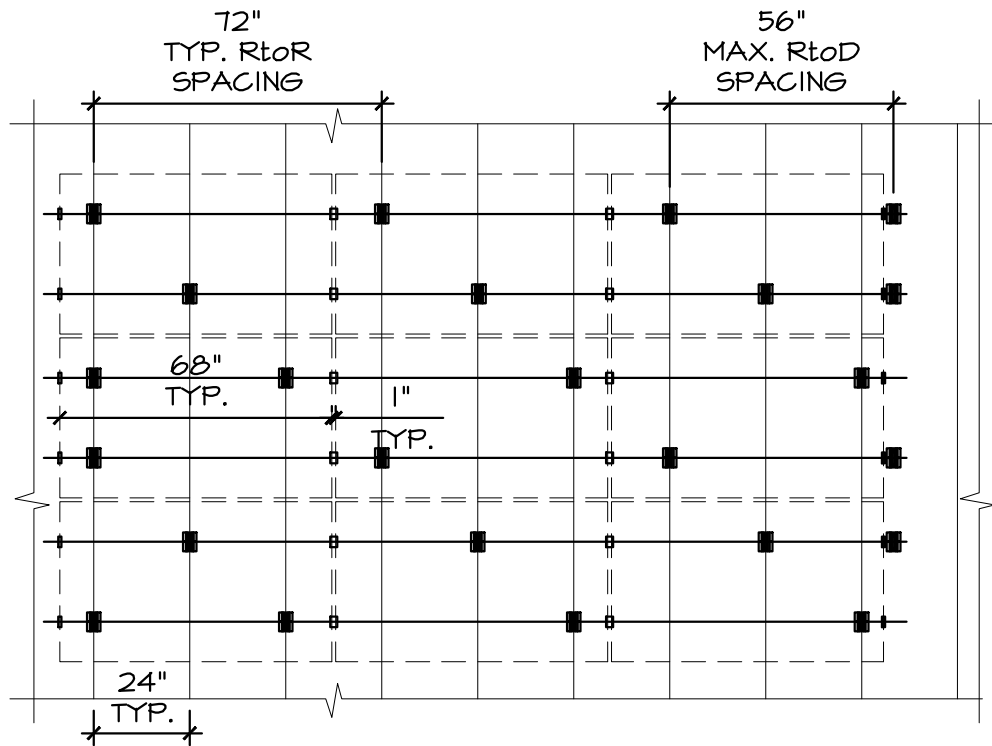 72"
TYP. RtoR
SPACING
56"
MAX. RtoD
SPACING
68"
TYP.
1"
TYP.
24"
TYP.